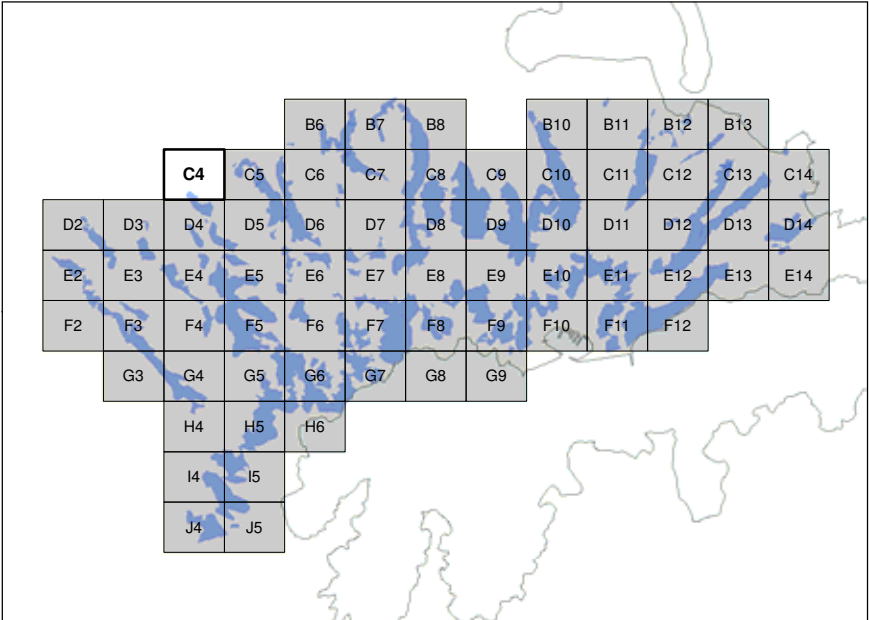 B6 B7 B8 B10 B11 B12 B13
C4 C5 C6 C7 C8 C9 C10 C11 C12 C13 C14
D2 D3 D4 D5 D6 D7 D8 D9 D10 D11 D12 D13 D14
E2 E3 E4 E5 E6 E7 E8 E9 E10 E11 E12 E13 E14
F2 F3 F4 F5 F6 F7 F8 F9 F10 F11 F12
G3 G4 G5 G6 G7 G8 G9
H4 H5 H6
I4 I5
J4 J5